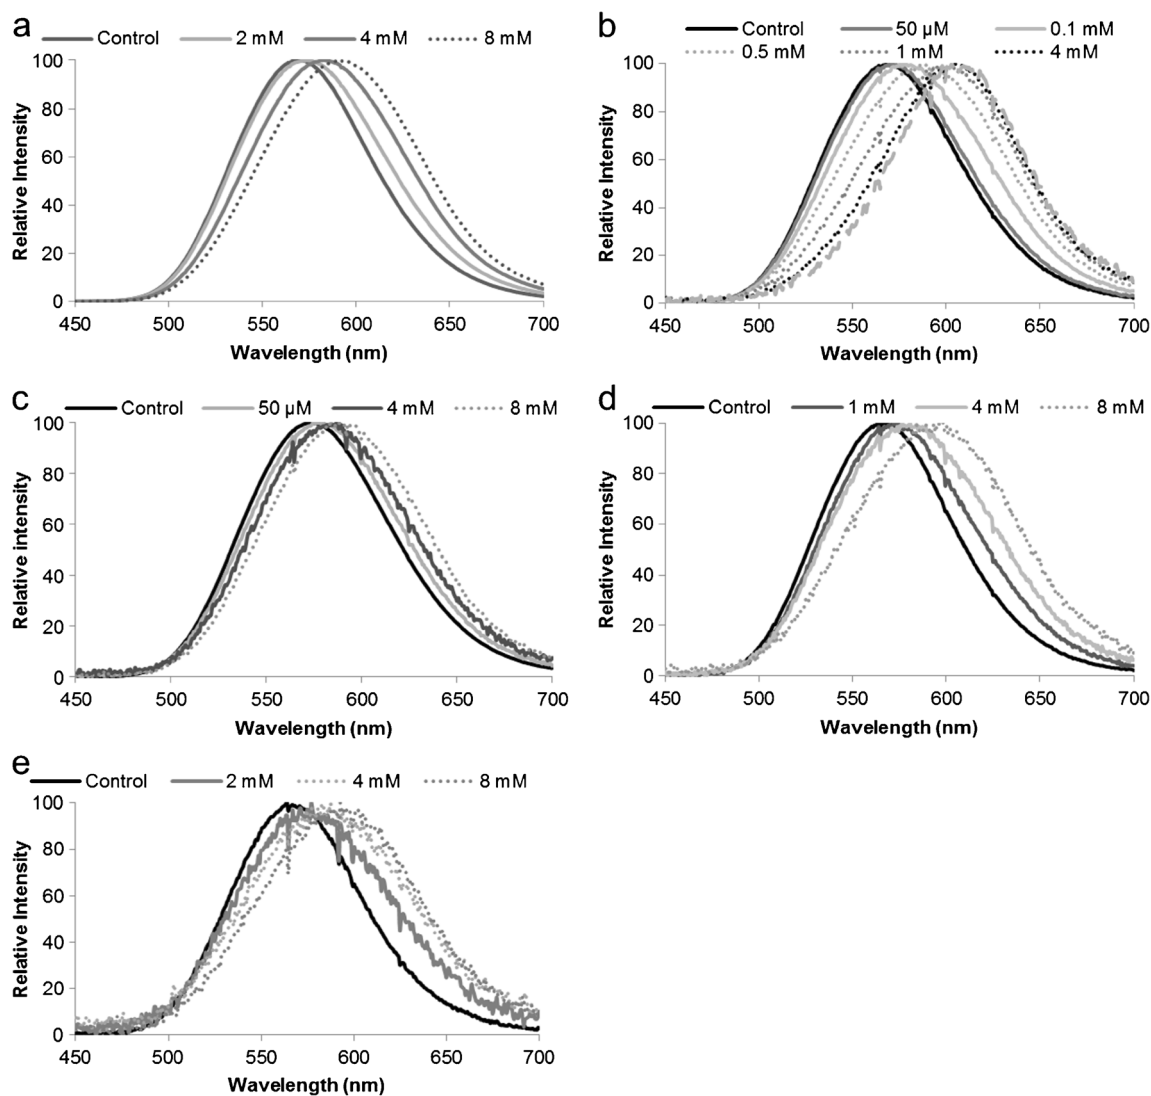 a
Control 2 mM 4 mM 8 mM
100
80
60
40
20
0
450 500 550 600 650 700
Relative Intensity
Wavelength (nm)
b
Control 50 µM 0.1 mM
0.5 mM 1 mM 4 mM
100
80
60
40
20
0
450 500 550 600 650 700
Relative Intensity
Wavelength (nm)
c
Control 50 µM 4 mM 8 mM
100
80
60
40
20
0
450 500 550 600 650 700
Relative intensity
Wavelength (nm)
d
Control 1 mM 4 mM 8 mM
100
80
60
40
20
0
450 500 550 600 650 700
Relative Intensity
Wavelength (nm)
e
Control 2 mM 4 mM 8 mM
100
80
60
40
20
0
450 500 550 600 650 700
Relative Intensity
Wavelength (nm)